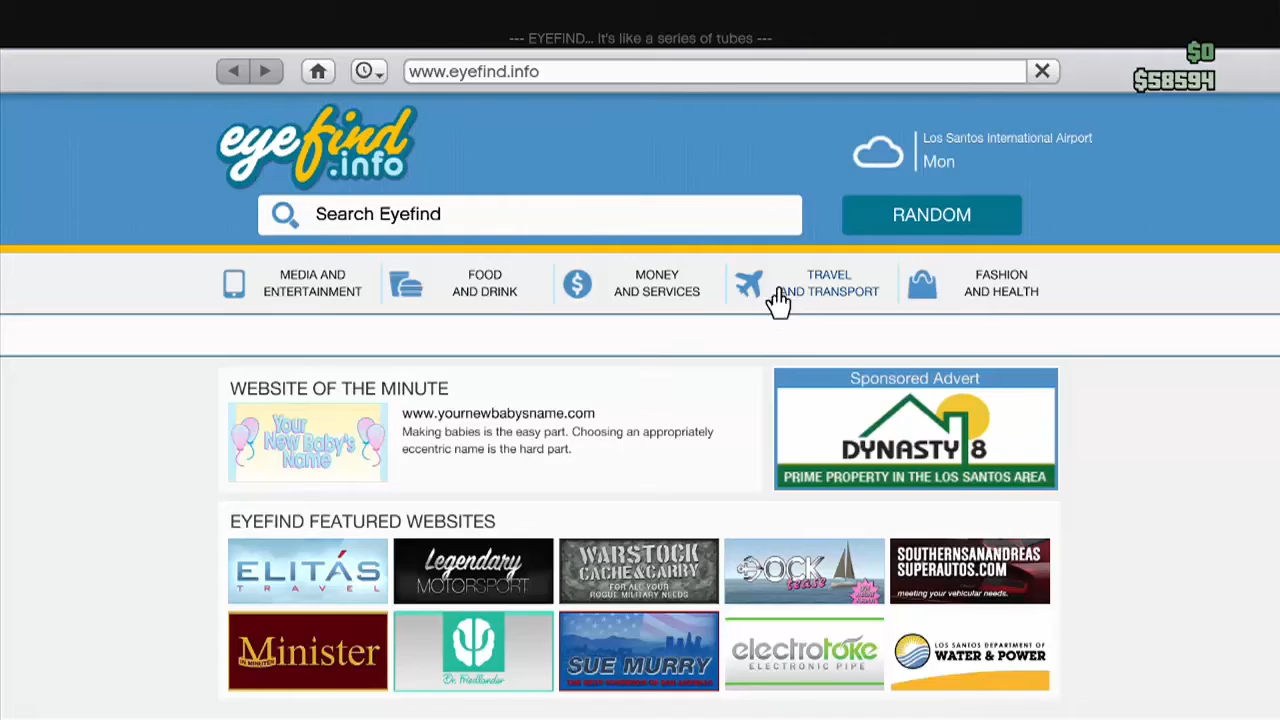 --- EYEFIND... It's like a series of tubes ---
$0
www.eyefind.info
$58594
eyefind
.info
Los Santos International Airport
Mon
Search Eyefind
RANDOM
MEDIA AND
ENTERTAINMENT
FOOD
AND DRINK
MONEY
AND SERVICES
TRAVEL
AND TRANSPORT
FASHION
AND HEALTH
WEBSITE OF THE MINUTE
Your
New Baby's
Name
www.yournewbabysname.com
Making babies is the easy part. Choosing an appropriately
eccentric name is the hard part.
Sponsored Advert
DYNASTY 8
PRIME PROPERTY IN THE LOS SANTOS AREA
EYEFIND FEATURED WEBSITES
ELITÁS
TRAVEL
Legendary
MOTORSPORT
WARSTOCK
CACHE & CARRY
FOR ALL YOUR
ROGUE MILITARY NEEDS
DOCK
tease
SOUTHERNSANANDREAS
SUPERAUTOS.COM
meeting your vehicular needs.
Minister
IN MINUTES
Dr. Friedlander
SUE MURRY
electrotoke
ELECTRONIC PIPE
LOS SANTOS DEPARTMENT OF
WATER & POWER